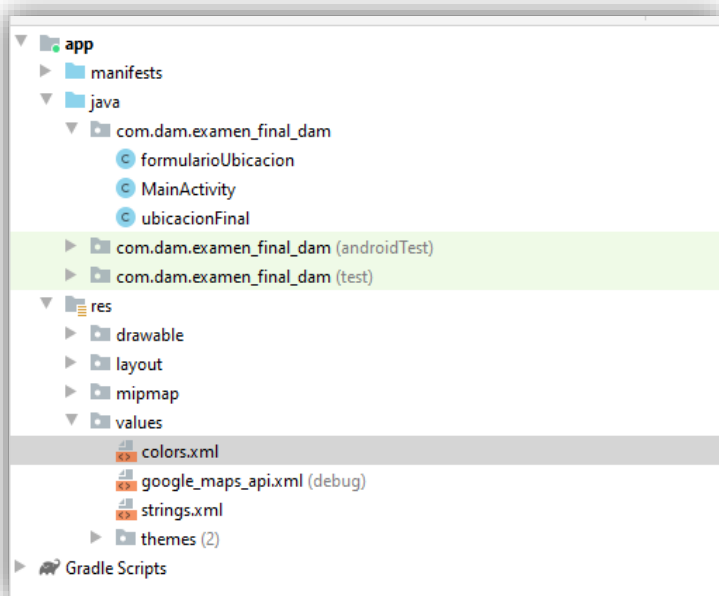 app
manifests
java
com.dam.examen_final_dam
formularioUbicacion
MainActivity
ubicacionFinal
com.dam.examen_final_dam (androidTest)
com.dam.examen_final_dam (test)
res
drawable
layout
mipmap
values
colors.xml
google_maps_api.xml (debug)
strings.xml
themes (2)
Gradle Scripts